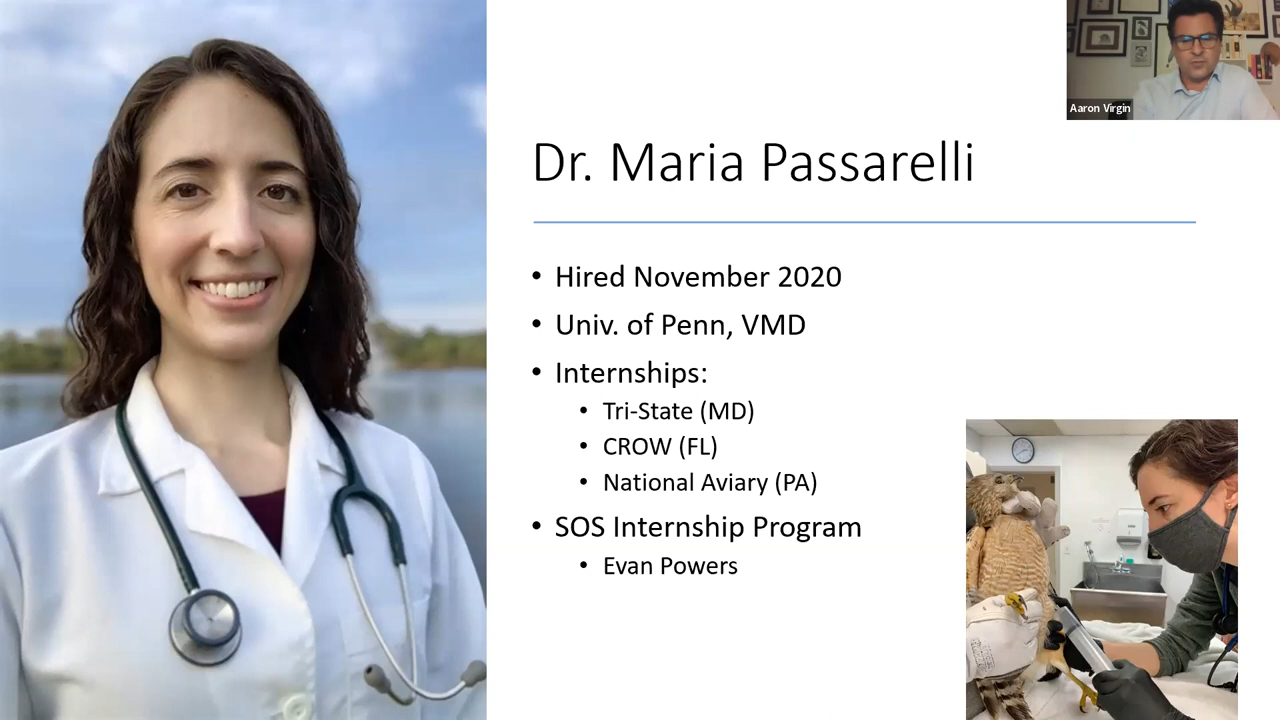 Aaron Virgin
Dr. Maria Passarelli
• Hired November 2020
• Univ. of Penn, VMD
• Internships:
• Tri-State (MD)
• CROW (FL)
• National Aviary (PA)
• SOS Internship Program
• Evan Powers